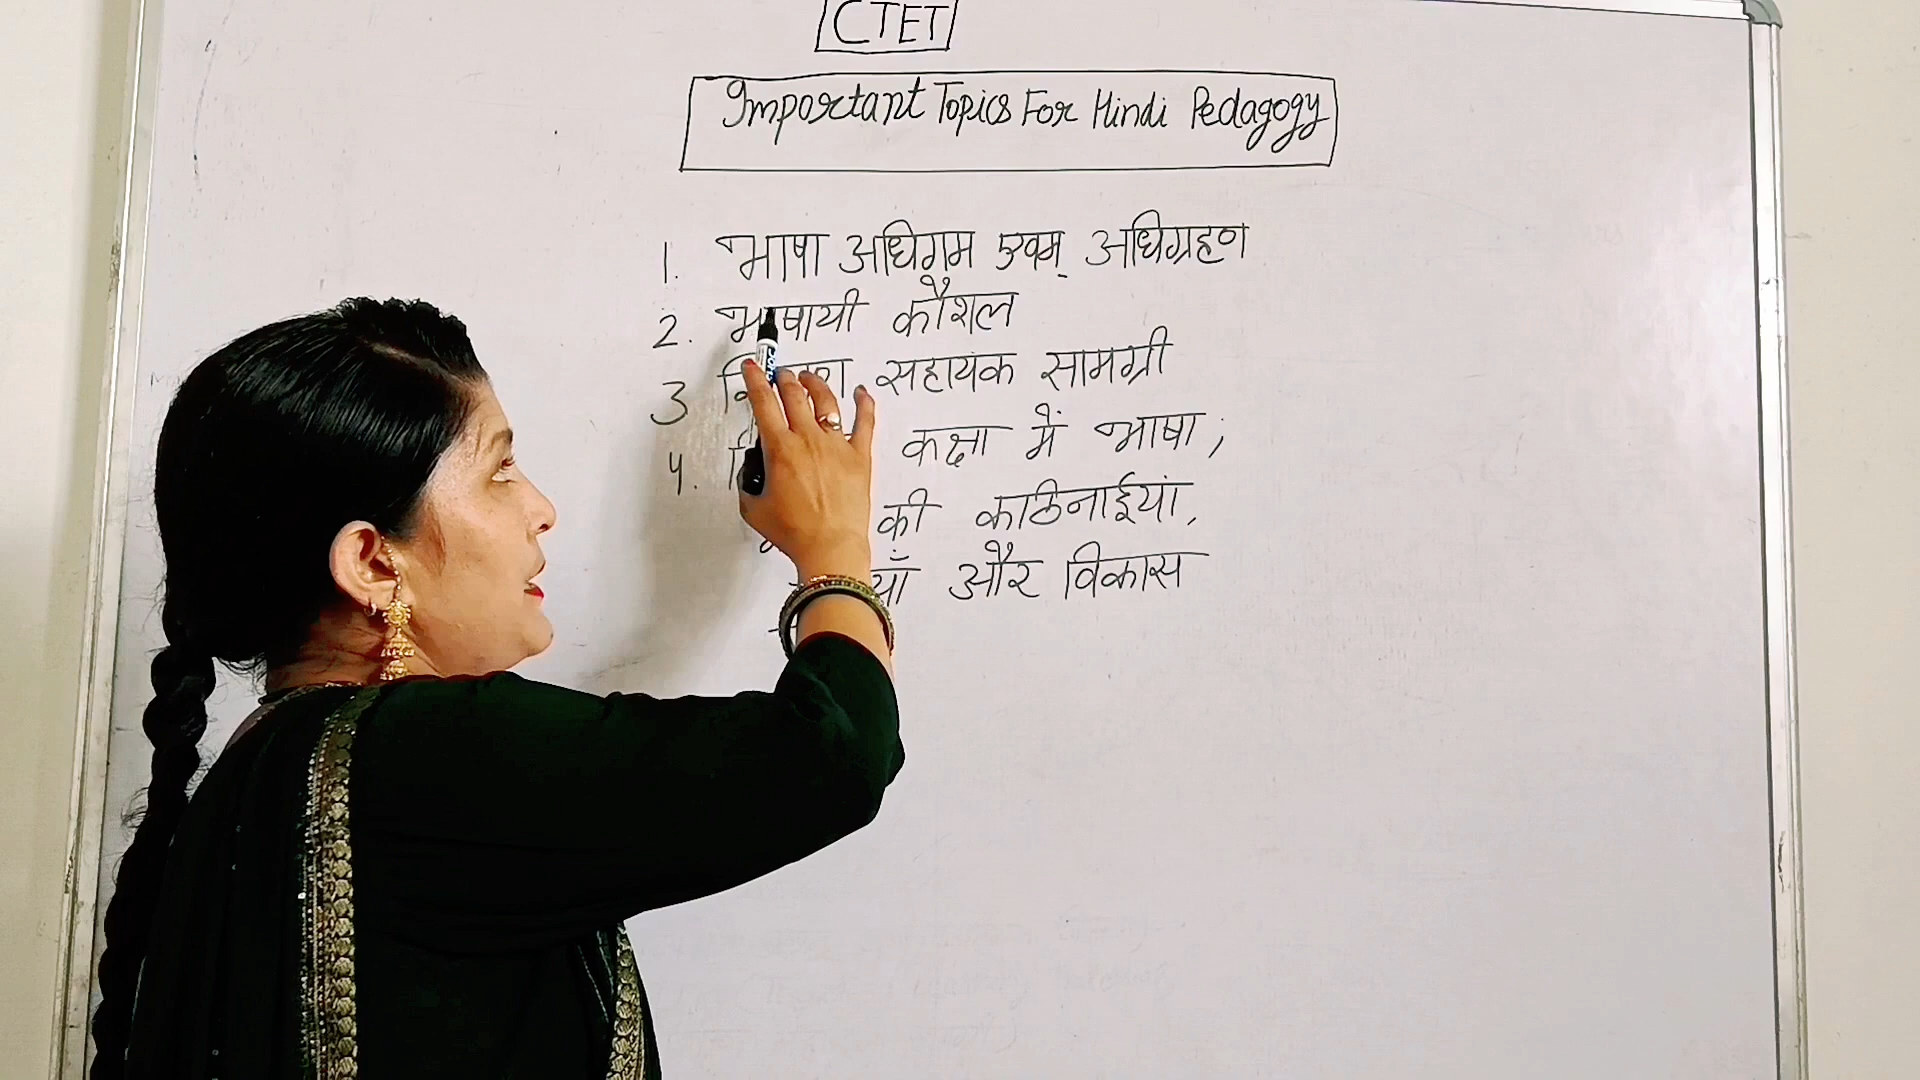 CTET
Important Topics For Hindi Pedagogy
1. भाषा अधिगम एवम् अधिग्रहण
2. भाषायी कौशल
3 सहायक सामग्री
4. कक्षा में भाषा,
की कठिनाईयां,
और विकास